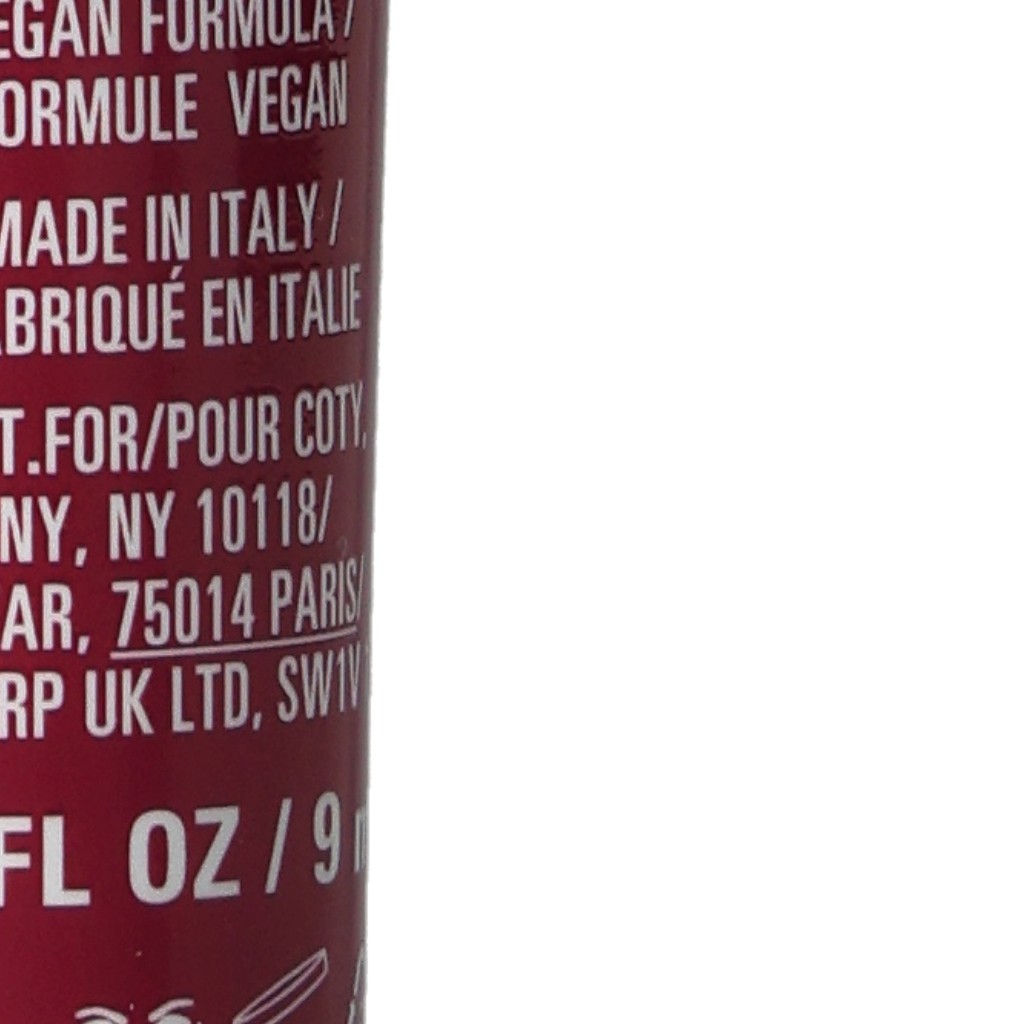 EGAN FORMULA /
ORMULE VEGAN
MADE IN ITALY /
ABRIQUÉ EN ITALIE
T.FOR/POUR COTY,
NY, NY 10118/
AR, 75014 PARIS/
RP UK LTD, SW1V
FL OZ / 9